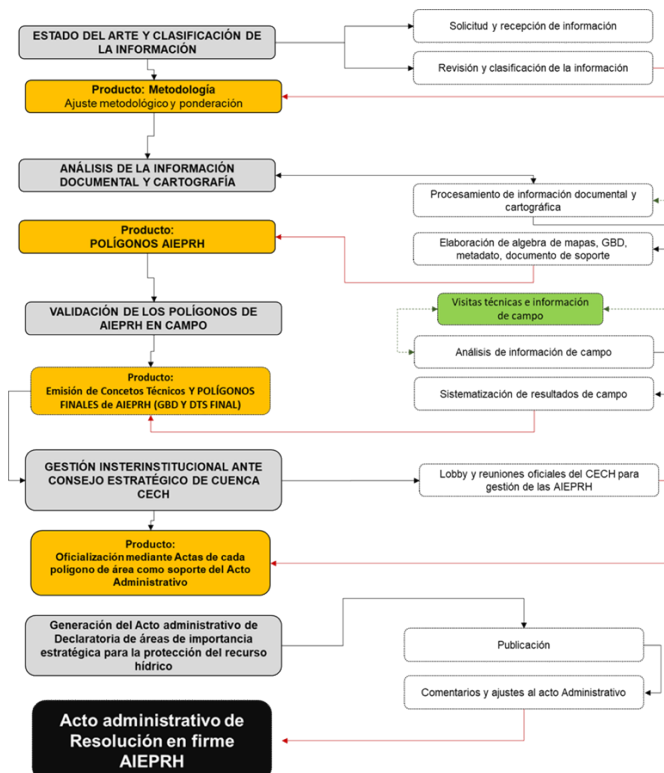 ESTADO DEL ARTE Y CLASIFICACIÓN DE
LA INFORMACIÓN
Solicitud y recepción de información
Revisión y clasificación de la información
Producto: Metodología
Ajuste metodológico y ponderación
ANÁLISIS DE LA INFORMACIÓN
DOCUMENTAL Y CARTOGRAFÍA
Procesamiento de información documental y
cartográfica
Producto:
POLÍGONOS AIEPRH
Elaboración de algebra de mapas, GBD,
metadato, documento de soporte
VALIDACIÓN DE LOS POLÍGONOS DE
AIEPRH EN CAMPO
Visitas técnicas e información
de campo
Análisis de información de campo
Producto:
Emisión de Concetos Técnicos Y POLÍGONOS
FINALES de AIEPRH (GBD Y DTS FINAL)
Sistematización de resultados de campo
GESTIÓN INSTERINSTITUCIONAL ANTE
CONSEJO ESTRATÉGICO DE CUENCA
CECH
Lobby y reuniones oficiales del CECH para
gestión de las AIEPRH
Producto:
Oficialización mediante Actas de cada
polígono de área como soporte del Acto
Administrativo
Generación del Acto administrativo de
Declaratoria de áreas de importancia
estratégica para la protección del recurso
hídrico
Publicación
Comentarios y ajustes al acto Administrativo
Acto administrativo de
Resolución en firme
AIEPRH